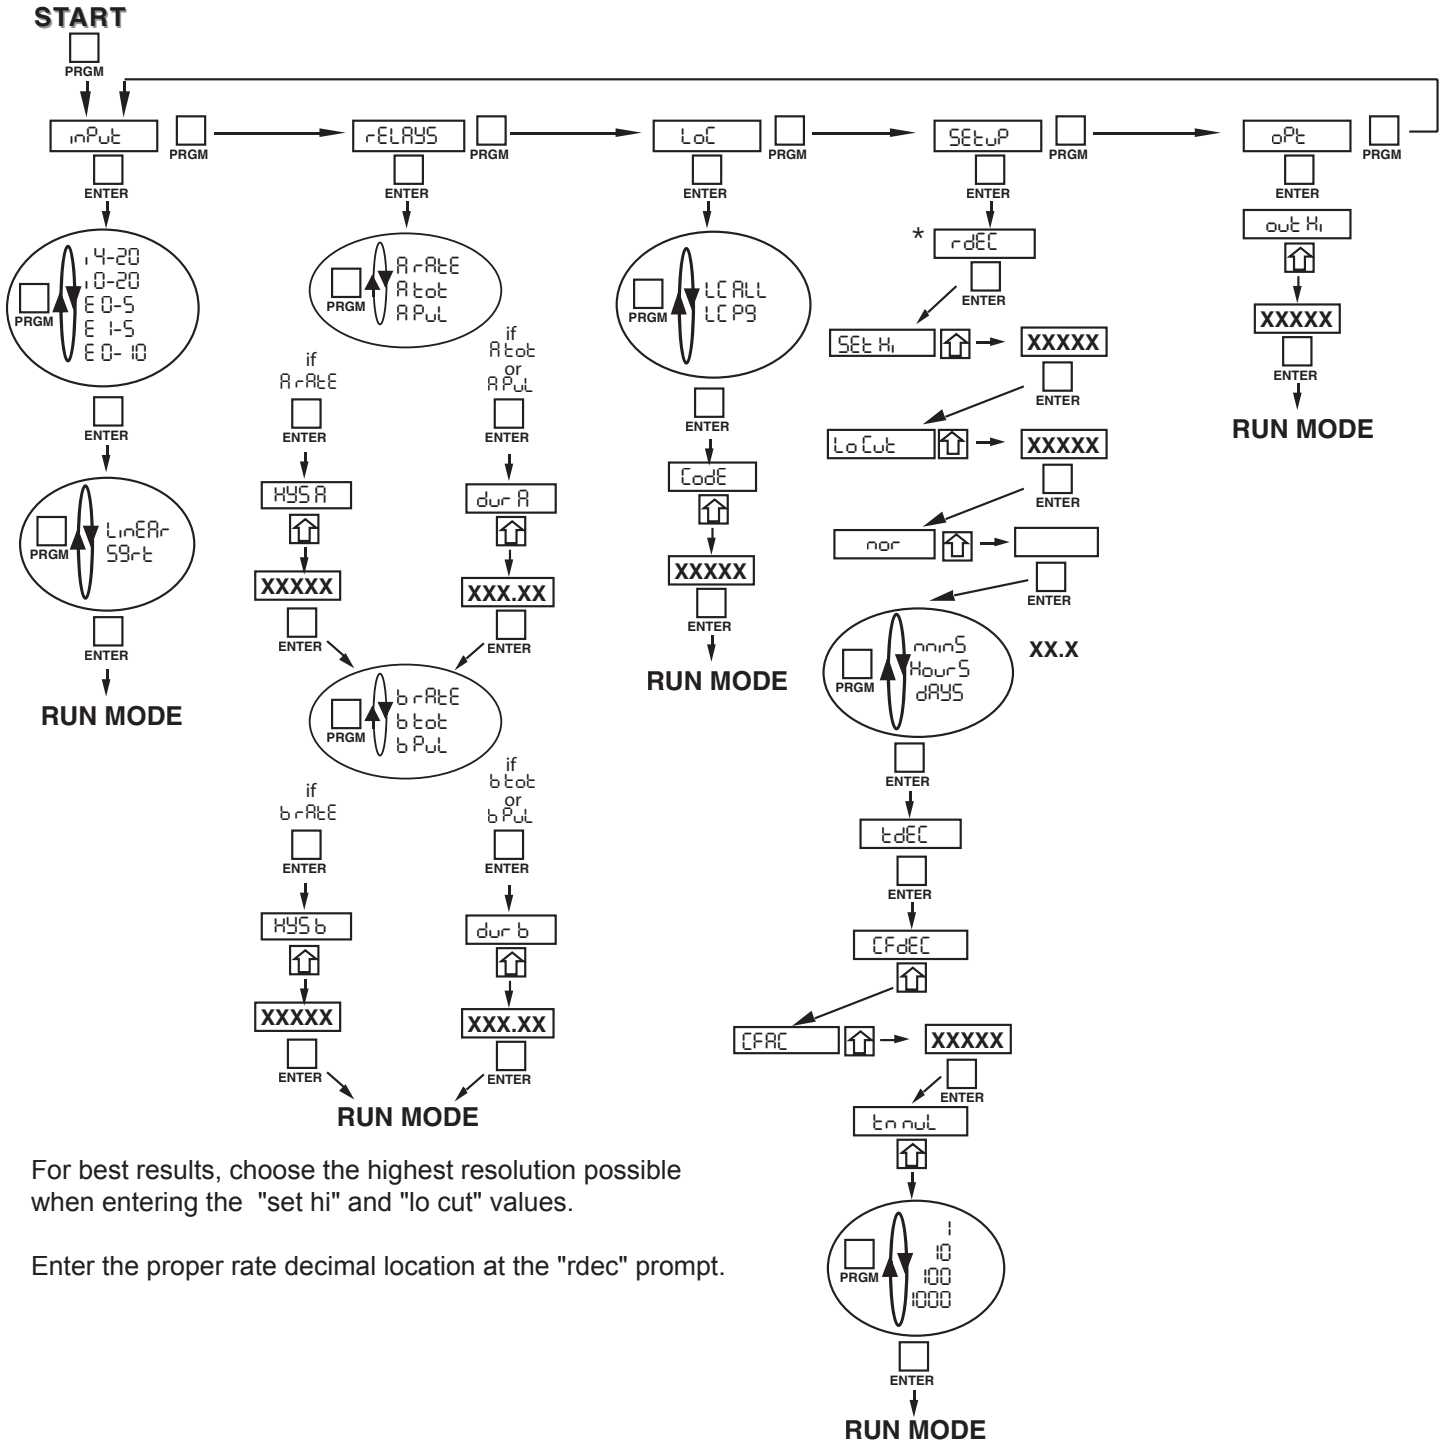 START
PRGM
inPut
PRGM
rELAYS
PRGM
LoC
PRGM
SEtuP
PRGM
oPt
PRGM
ENTER
i 4-20
i 0-20
E 0-5
E 1-5
E 0-10
PRGM
ENTER
LinEAr
Sqrt
PRGM
ENTER
RUN MODE
ENTER
A rAtE
A tot
A PuL
PRGM
if
A rAtE
ENTER
HYS A
XXXXX
ENTER
if
A tot
or
A PuL
ENTER
dur A
XXX.XX
ENTER
b rAtE
b tot
b PuL
PRGM
if
b rAtE
ENTER
HYS b
XXXXX
ENTER
if
b tot
or
b PuL
ENTER
dur b
XXX.XX
ENTER
RUN MODE
ENTER
LC ALL
LC Pg
PRGM
ENTER
CodE
XXXXX
ENTER
RUN MODE
ENTER
* rdEC
ENTER
SEt Hi
XXXXX
ENTER
Lo Cut
XXXXX
ENTER
nor
ENTER
nninS
HourS
dAYS
PRGM
XX.X
ENTER
tdEC
ENTER
CFdEC
CFAC
XXXXX
ENTER
tn nuL
1
10
100
1000
PRGM
ENTER
RUN MODE
ENTER
out Hi
XXXXX
ENTER
RUN MODE
For best results, choose the highest resolution possible
when entering the "set hi" and "lo cut" values.
Enter the proper rate decimal location at the "rdec" prompt.